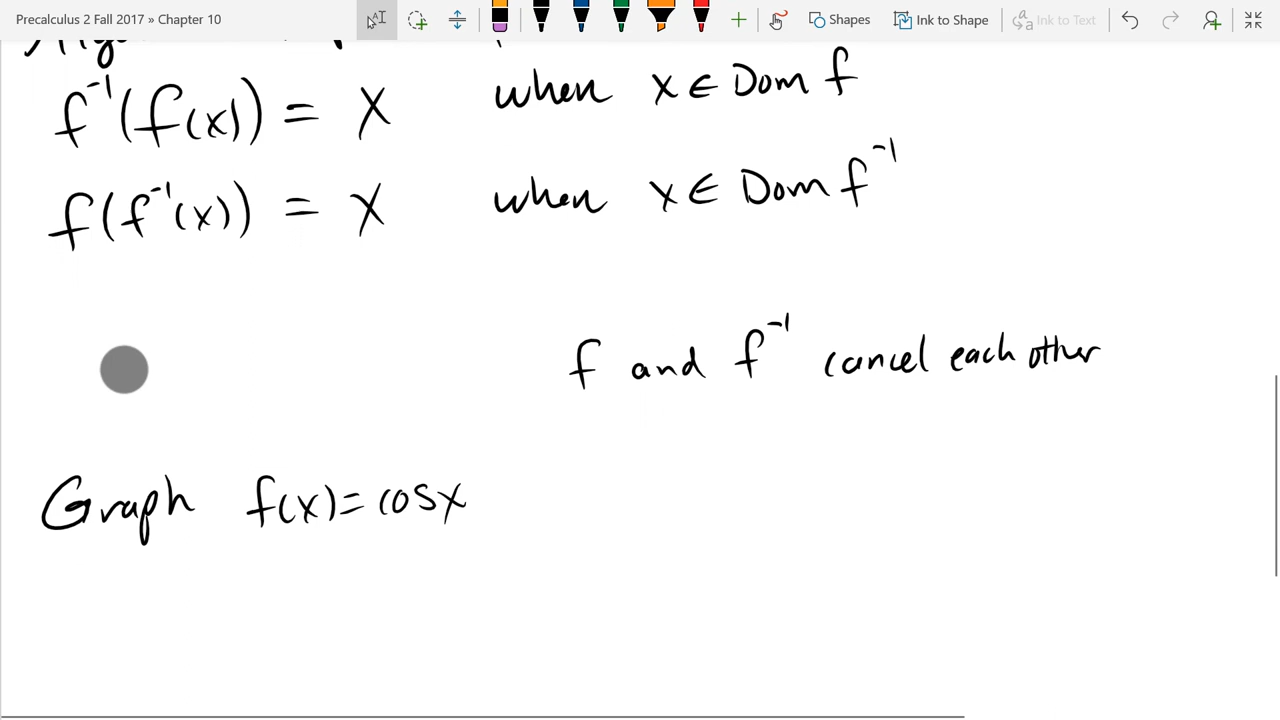 Precalculus 2 Fall 2017 » Chapter 10
Shapes
Ink to Shape
Ink to Text
f⁻¹(f(x)) = x when x ∈ Dom f
f(f⁻¹(x)) = x when x ∈ Dom f⁻¹
f and f⁻¹ cancel each other
Graph f(x)=cosx